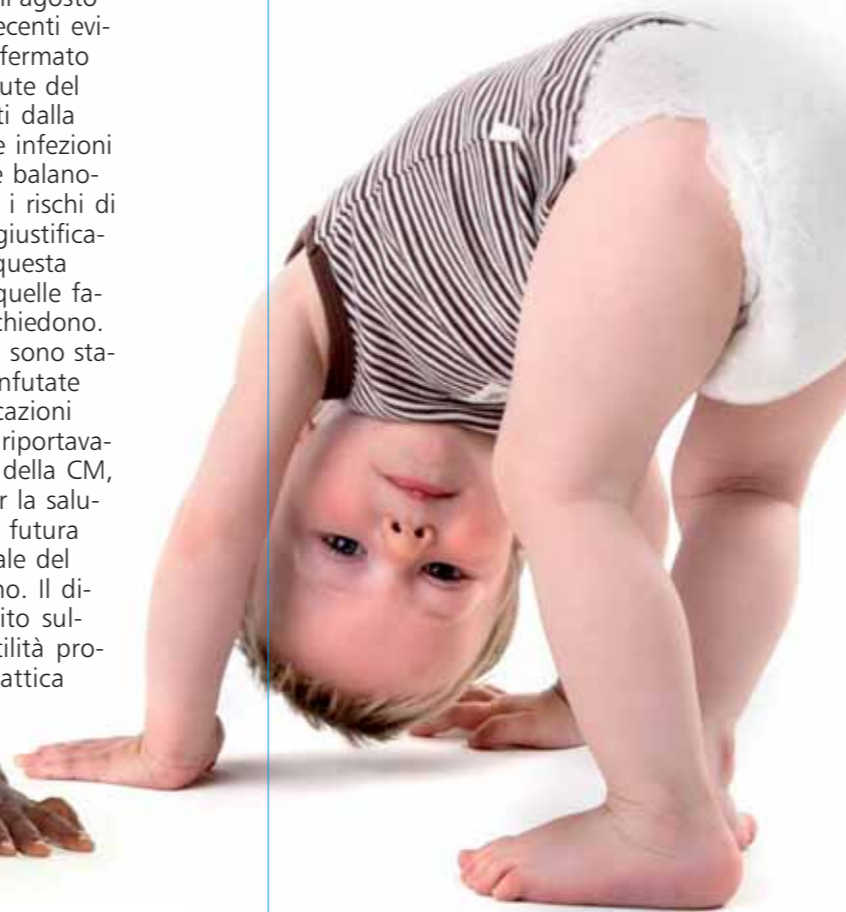 agosto
ecenti evi-
fermato
ute del
ti dalla
e infezioni
e balano-
i rischi di
giustifica-
questa
quelle fa-
chiedono.
sono sta-
nfutate
cazioni
riportava-
della CM,
r la salu-
futura
ale del
no. Il di-
ito sul-
tilità pro-
attica